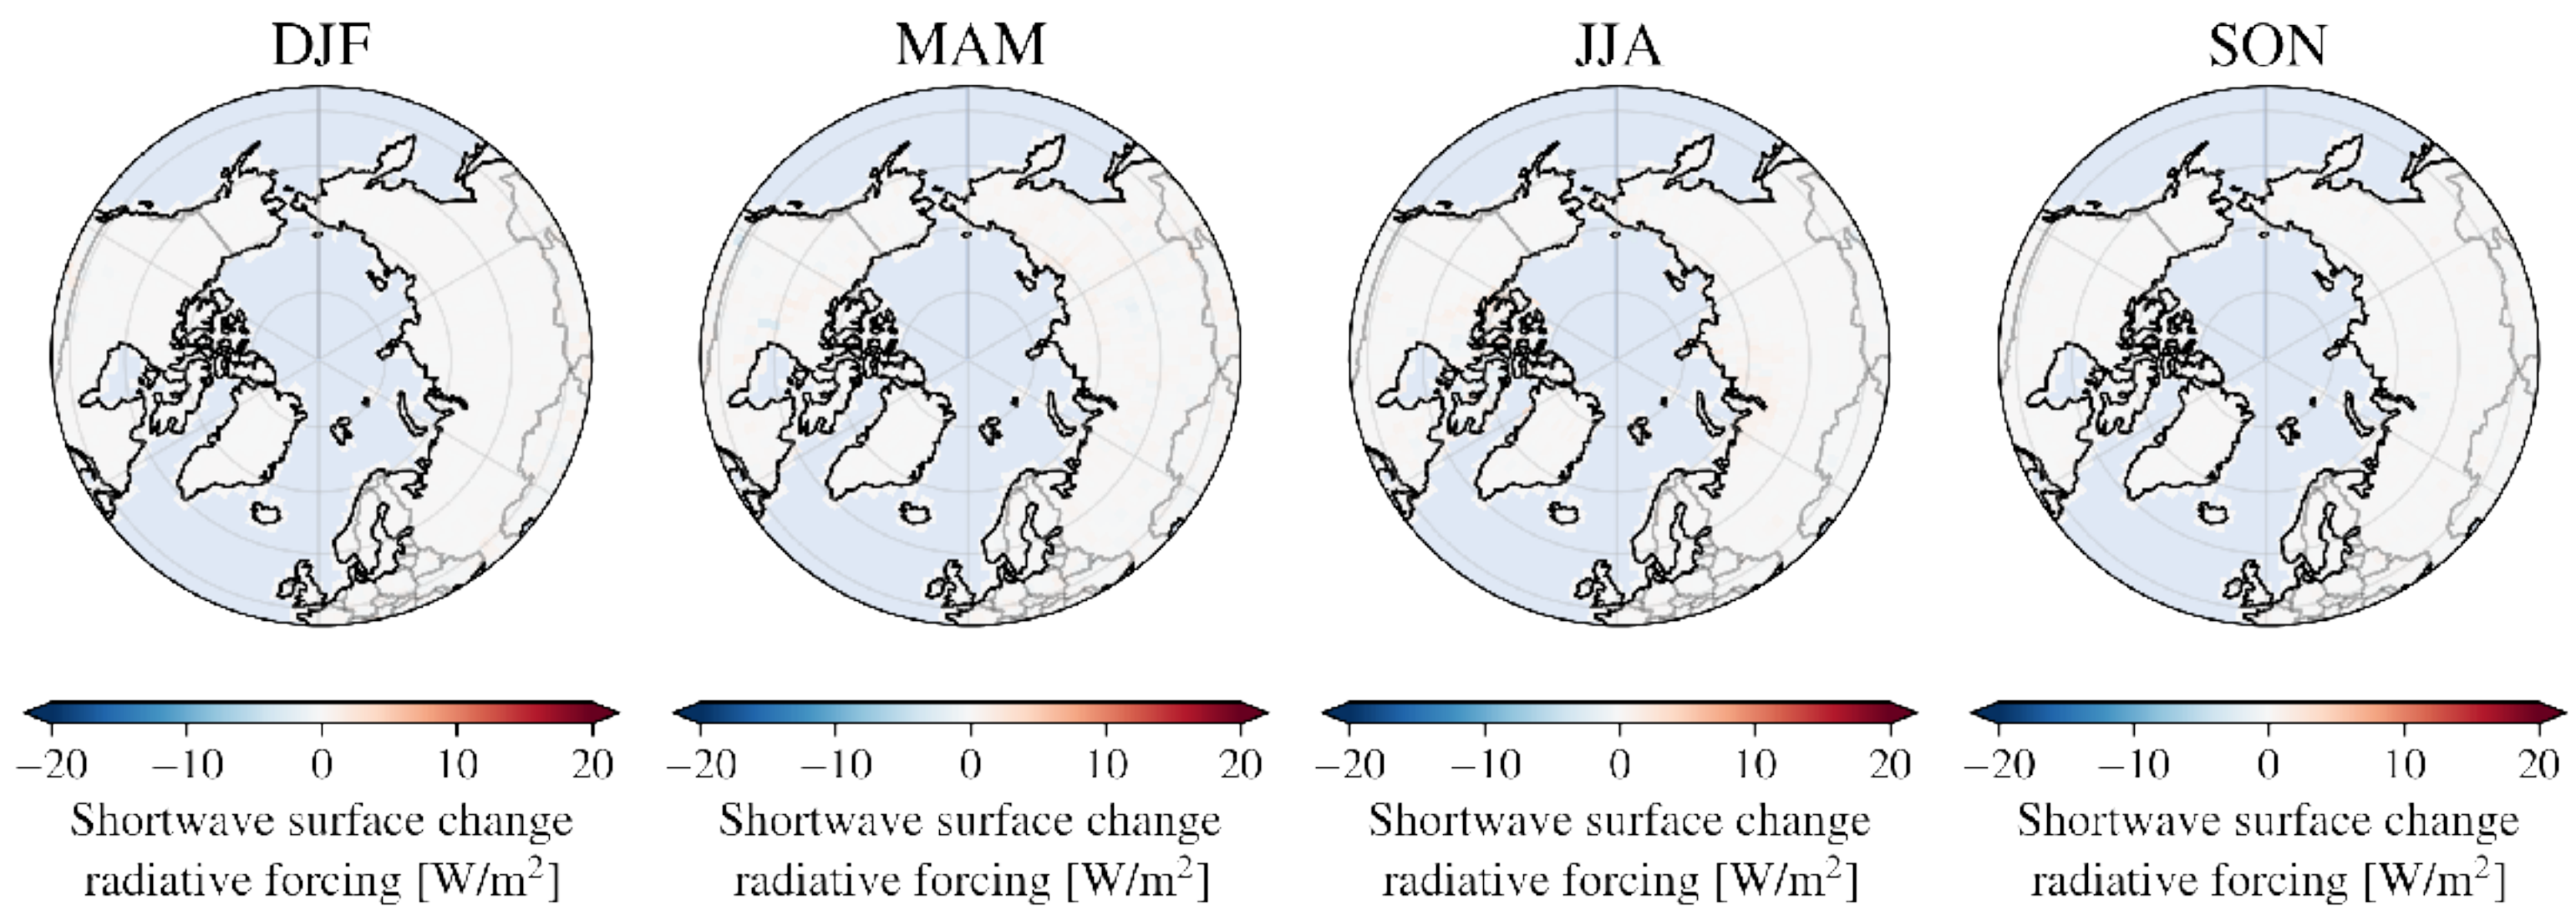 DJF
MAM
JJA
SON
−20 −10 0 10 20
Shortwave surface change
radiative forcing [W/m²]
−20 −10 0 10 20
Shortwave surface change
radiative forcing [W/m²]
−20 −10 0 10 20
Shortwave surface change
radiative forcing [W/m²]
−20 −10 0 10 20
Shortwave surface change
radiative forcing [W/m²]